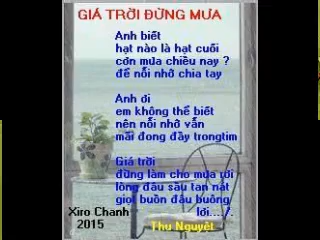 GIÁ TRỜI ĐỪNG MƯA
Anh biết
hạt nào là hạt cuối
cơn mưa chiều nay ?
để nỗi nhớ chia tay
Anh ơi
em không thể biết
nên nỗi nhớ vẫn
mãi đong đầy trongtim
Giá trời
đừng làm cho mưa rơi
lòng đâu sầu tan nát
giọt buồn đâu buông
lơi..../.
Xiro Chanh
2015
Thu Nguyệt